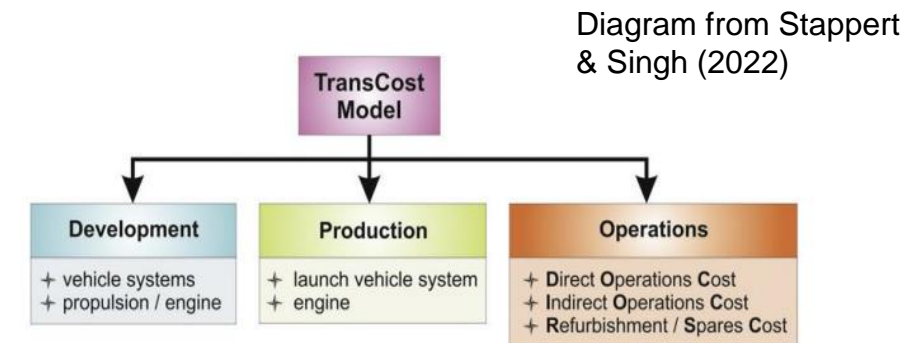 Diagram from Stappert
& Singh (2022)
TransCost
Model
Development
+ vehicle systems
+ propulsion / engine
Production
+ launch vehicle system
+ engine
Operations
+ Direct Operations Cost
+ Indirect Operations Cost
+ Refurbishment / Spares Cost